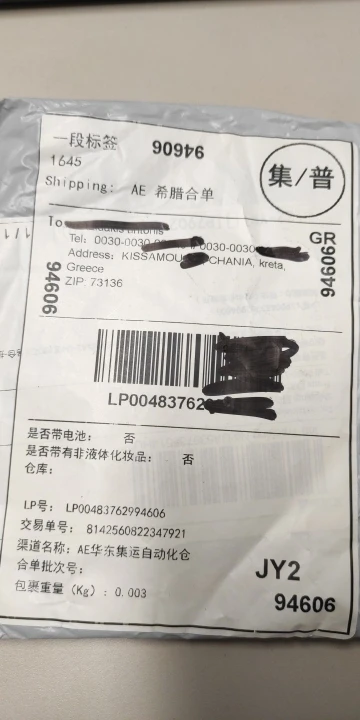 一段标签 94606
1645
集/普
Shipping: AE 希腊合单
To antonis
GR
Tel: 0030-0030- 0030-0030
Address: KISSAMOU CHANIA, kreta,
Greece
ZIP: 73136
94606
94606
LP00483762
是否带电池: 否
是否带有非液体化妆品: 否
仓库:
LP号: LP00483762994606
交易单号: 8142560822347921
渠道名称: AE华东集运自动化仓
合单批次号:
JY2
包裹重量 (Kg): 0.003
94606